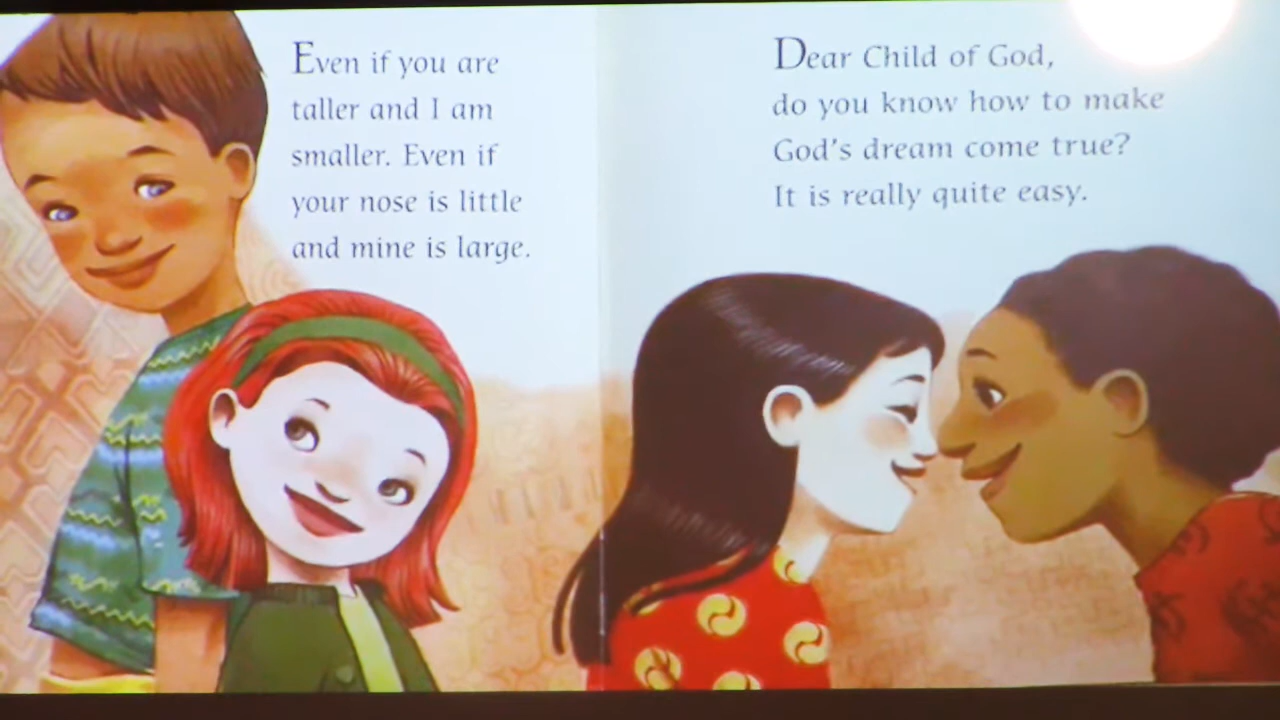 Even if you are
taller and I am
smaller. Even if
your nose is little
and mine is large.
Dear Child of God,
do you know how to make
God's dream come true?
It is really quite easy.